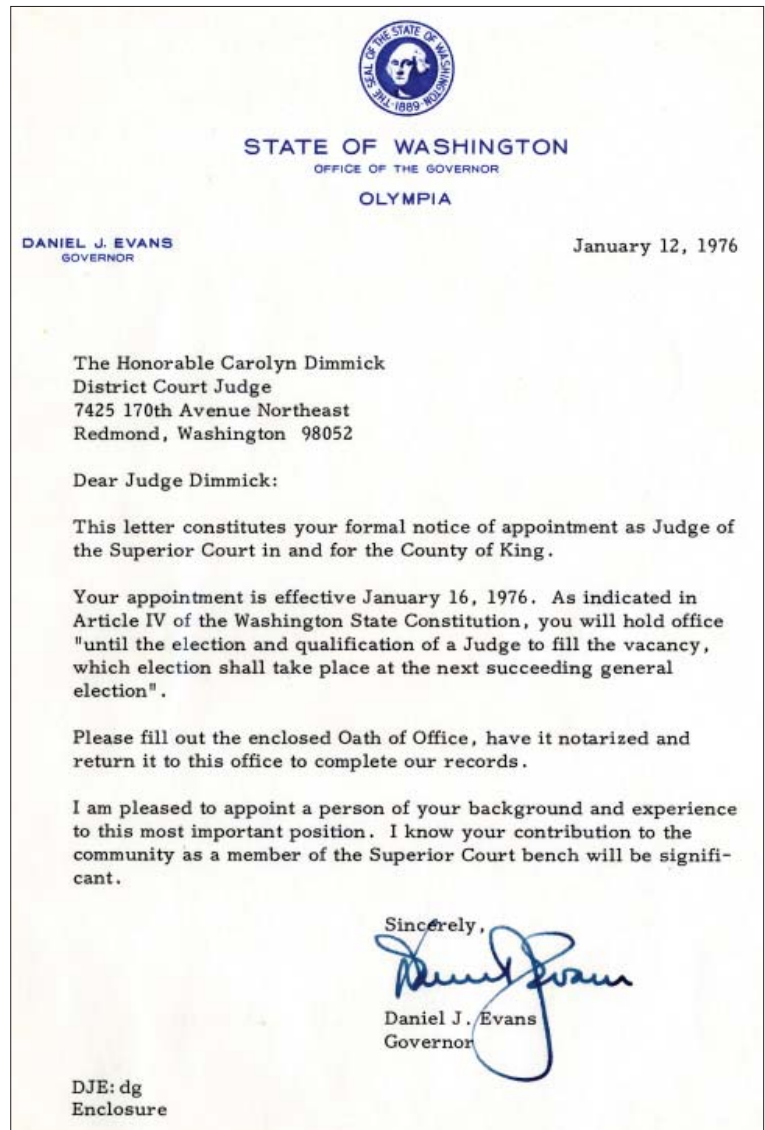 THE SEAL OF THE STATE OF WASHINGTON
1889
STATE OF WASHINGTON
OFFICE OF THE GOVERNOR
OLYMPIA
DANIEL J. EVANS
GOVERNOR
January 12, 1976
The Honorable Carolyn Dimmick
District Court Judge
7425 170th Avenue Northeast
Redmond, Washington 98052
Dear Judge Dimmick:
This letter constitutes your formal notice of appointment as Judge of
the Superior Court in and for the County of King.
Your appointment is effective January 16, 1976. As indicated in
Article IV of the Washington State Constitution, you will hold office
"until the election and qualification of a Judge to fill the vacancy,
which election shall take place at the next succeeding general
election".
Please fill out the enclosed Oath of Office, have it notarized and
return it to this office to complete our records.
I am pleased to appoint a person of your background and experience
to this most important position. I know your contribution to the
community as a member of the Superior Court bench will be signifi-
cant.
Sincerely,
Daniel J. Evans
Daniel J. Evans
Governor
DJE: dg
Enclosure